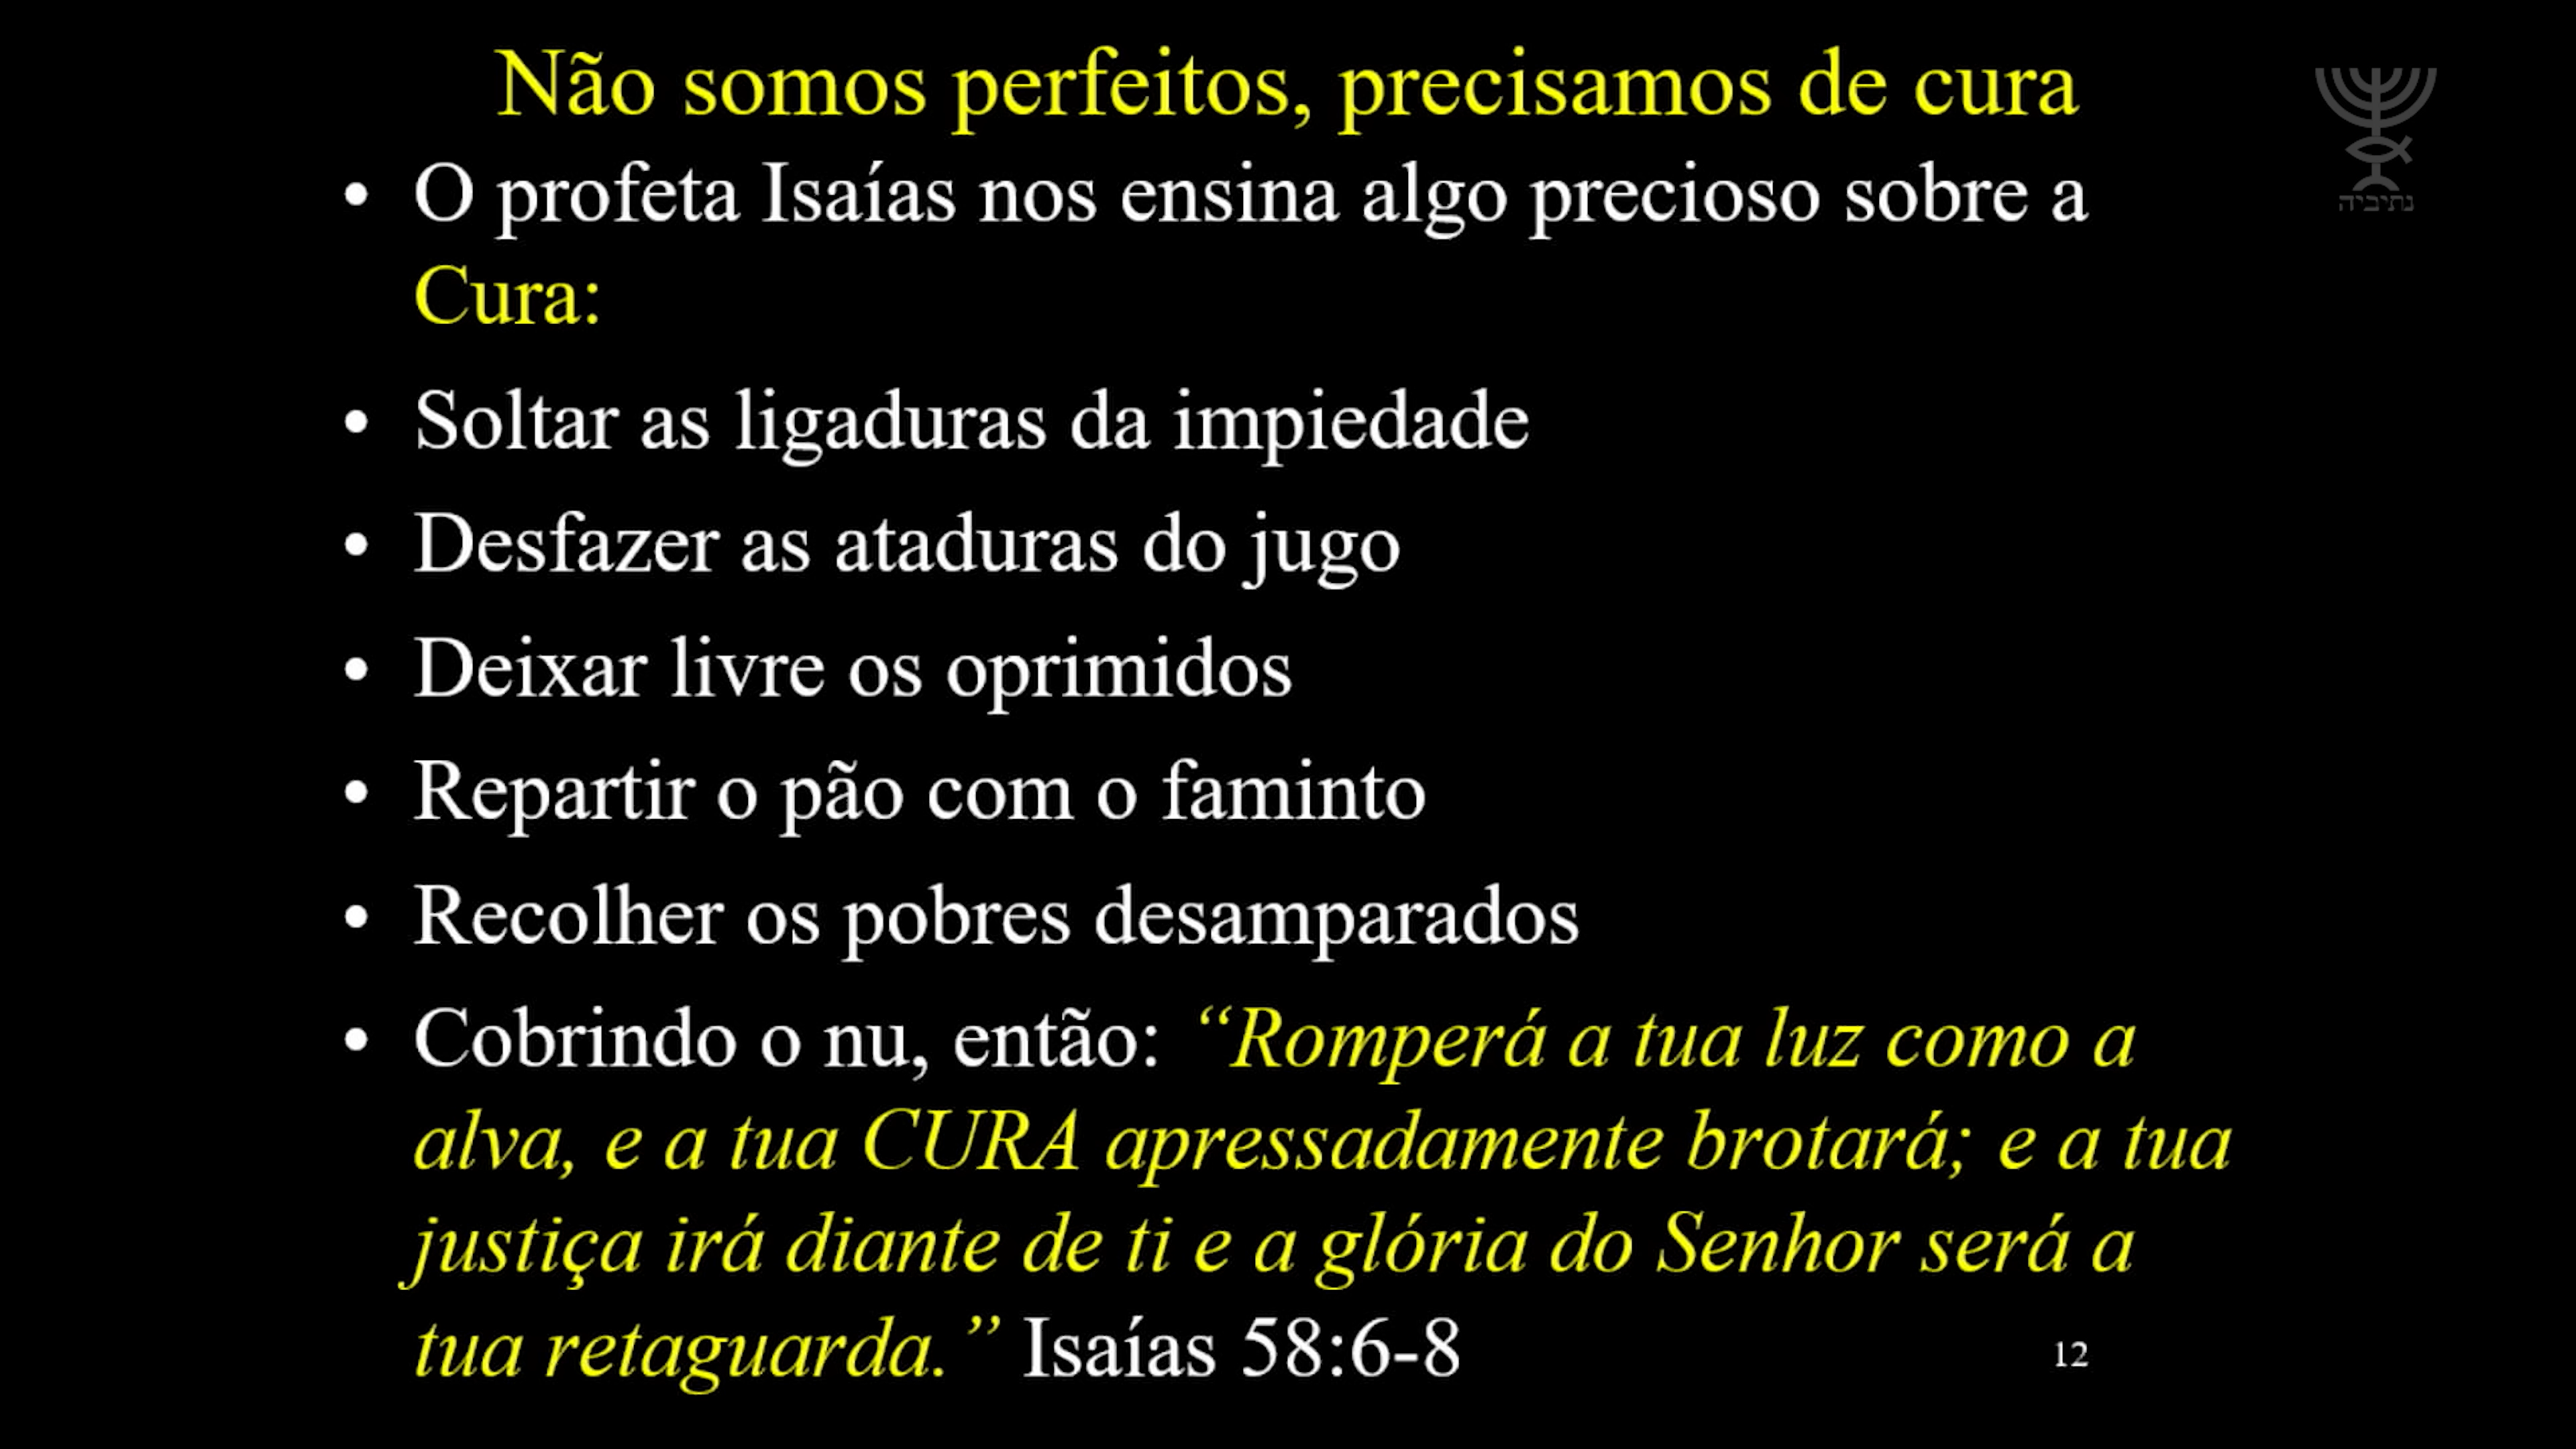 Não somos perfeitos, precisamos de cura
• O profeta Isaías nos ensina algo precioso sobre a
Cura:
• Soltar as ligaduras da impiedade
• Desfazer as ataduras do jugo
• Deixar livre os oprimidos
• Repartir o pão com o faminto
• Recolher os pobres desamparados
• Cobrindo o nu, então: “Romperá a tua luz como a
alva, e a tua CURA apressadamente brotará; e a tua
justiça irá diante de ti e a glória do Senhor será a
tua retaguarda.” Isaías 58:6-8
12
נתיביה